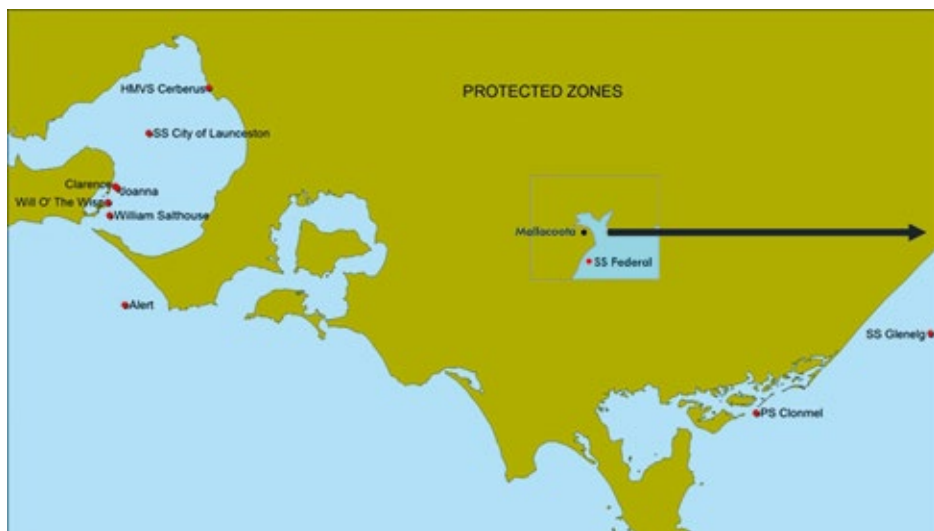 PROTECTED ZONES
HMVS Cerberus
SS City of Launceston
Clarence
Joanna
Will O' The Wisp
William Salthouse
Mallacoota
SS Federal
Alert
SS Glenelg
PS Clonmel